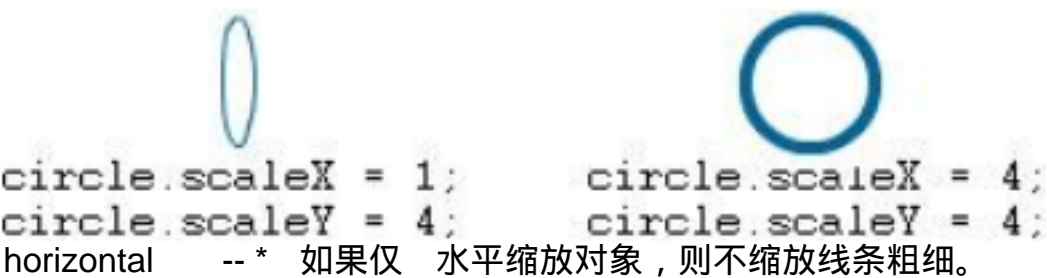 circle.scaleX = 1; circle.scaleX = 4;
circle.scaleY = 4; circle.scaleY = 4;
horizontal -- * 如果仅 水平缩放对象，则不缩放线条粗细。